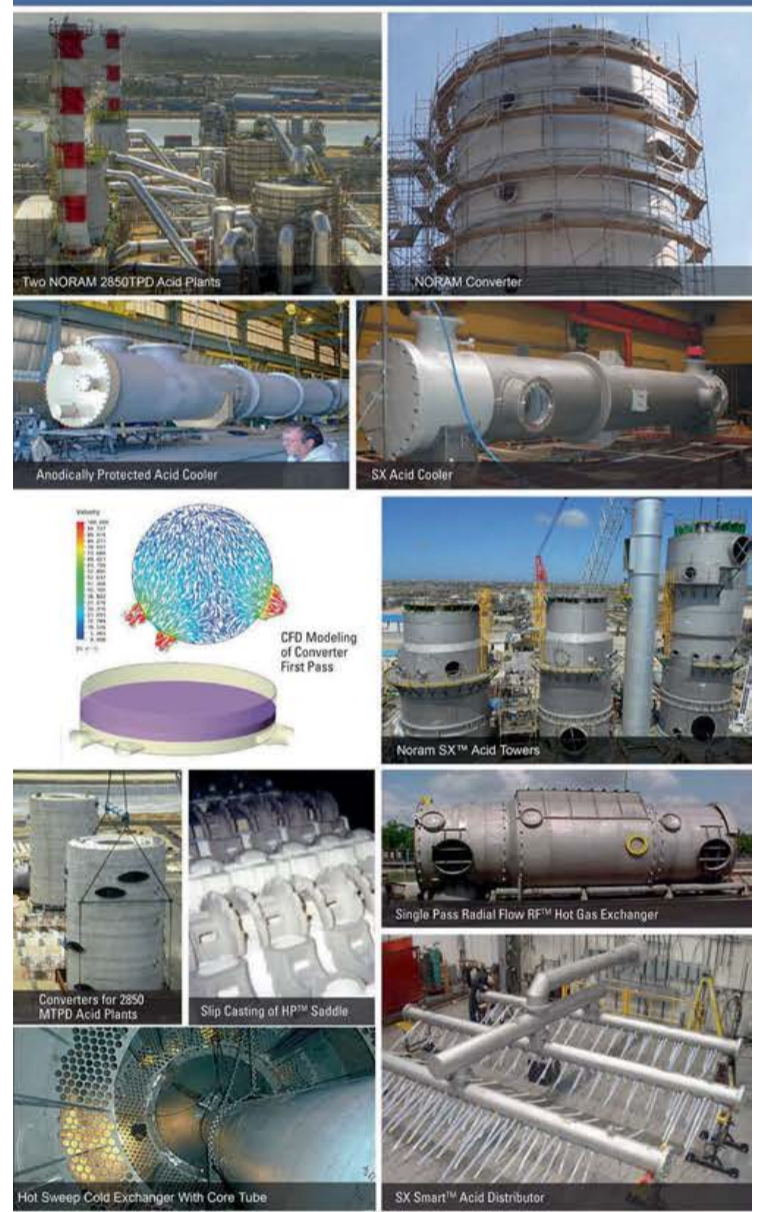 Two NORAM 2850TPD Acid Plants
NORAM Converter
Anodically Protected Acid Cooler
SX Acid Cooler
Velocity
CFD Modeling
of Converter
First Pass
Noram SX™ Acid Towers
Converters for 2850
MTPD Acid Plants
Slip Casting of HP™ Saddle
Single Pass Radial Flow RF™ Hot Gas Exchanger
Hot Sweep Cold Exchanger With Core Tube
SX Smart™ Acid Distributor